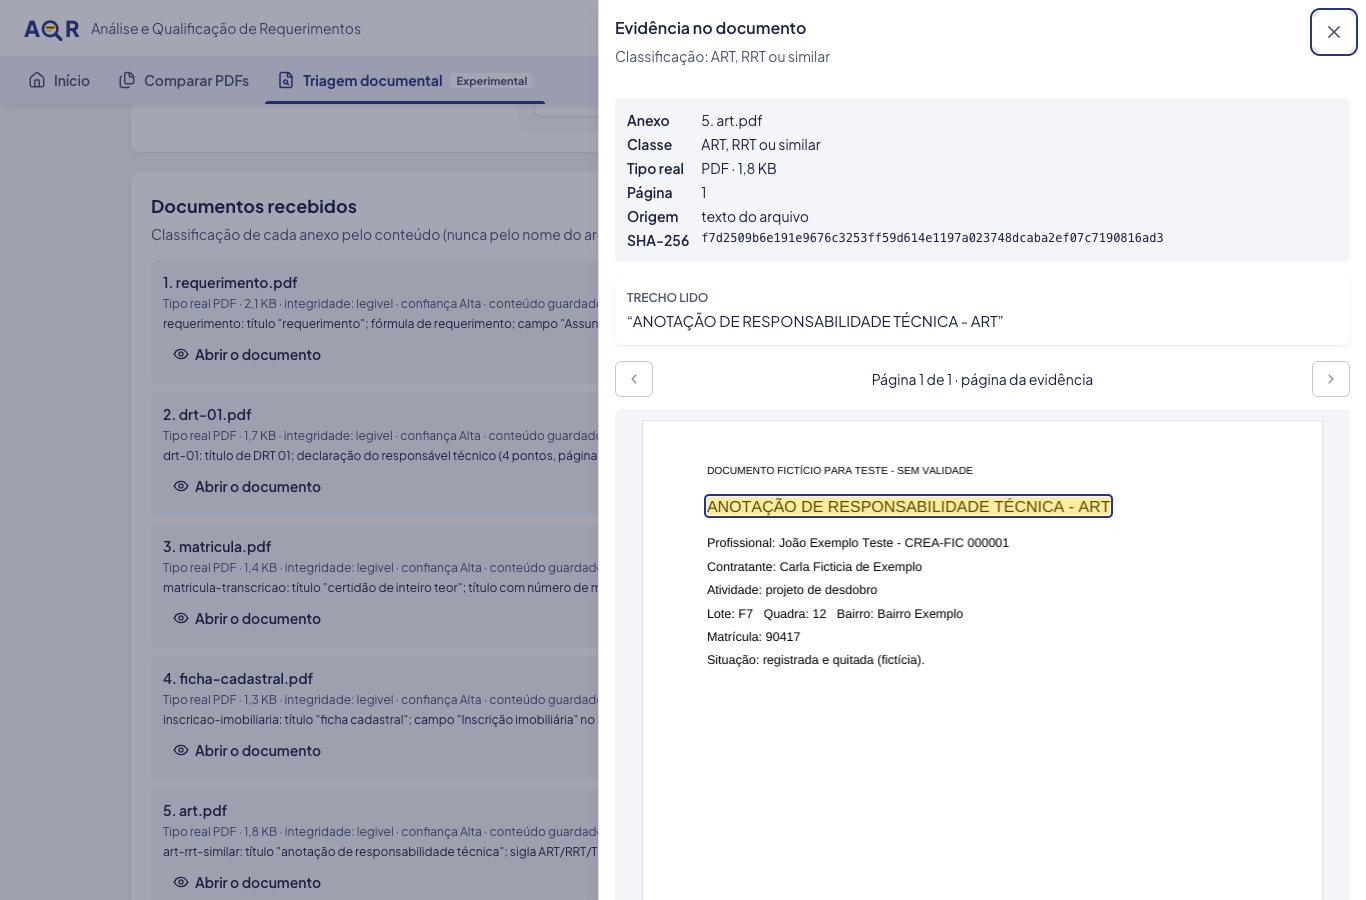 AQR Análise e Qualificação de Requerimentos
Início Comparar PDFs Triagem documental Experimental
Documentos recebidos
Classificação de cada anexo pelo conteúdo (nunca pelo nome do ar
1. requerimento.pdf
Tipo real PDF · 2,1 KB · integridade: legivel · confiança Alta · conteúdo guardado
requerimento: título "requerimento"; fórmula de requerimento; campo "Assun
Abrir o documento
2. drt-01.pdf
Tipo real PDF · 1,7 KB · integridade: legivel · confiança Alta · conteúdo guardado
drt-01: título de DRT 01; declaração do responsável técnico (4 pontos, página
Abrir o documento
3. matricula.pdf
Tipo real PDF · 1,4 KB · integridade: legivel · confiança Alta · conteúdo guardado
matricula-transcricao: título "certidão de inteiro teor"; título com número de m
Abrir o documento
4. ficha-cadastral.pdf
Tipo real PDF · 1,3 KB · integridade: legivel · confiança Alta · conteúdo guardado
inscricao-imobiliaria: título "ficha cadastral"; campo "Inscrição imobiliária" no
Abrir o documento
5. art.pdf
Tipo real PDF · 1,8 KB · integridade: legivel · confiança Alta · conteúdo guardado
art-rrt-similar: título "anotação de responsabilidade técnica"; sigla ART/RRT/T
Abrir o documento
Evidência no documento
Classificação: ART, RRT ou similar
Anexo 5. art.pdf
Classe ART, RRT ou similar
Tipo real PDF · 1,8 KB
Página 1
Origem texto do arquivo
SHA-256 f7d2509b6e191e9676c3253ff59d614e1197a023748dcaba2ef07c7190816ad3
TRECHO LIDO
“ANOTAÇÃO DE RESPONSABILIDADE TÉCNICA - ART”
Página 1 de 1 · página da evidência
DOCUMENTO FICTÍCIO PARA TESTE - SEM VALIDADE
ANOTAÇÃO DE RESPONSABILIDADE TÉCNICA - ART
Profissional: João Exemplo Teste - CREA-FIC 000001
Contratante: Carla Ficticia de Exemplo
Atividade: projeto de desdobro
Lote: F7 Quadra: 12 Bairro: Bairro Exemplo
Matrícula: 90417
Situação: registrada e quitada (fictícia).